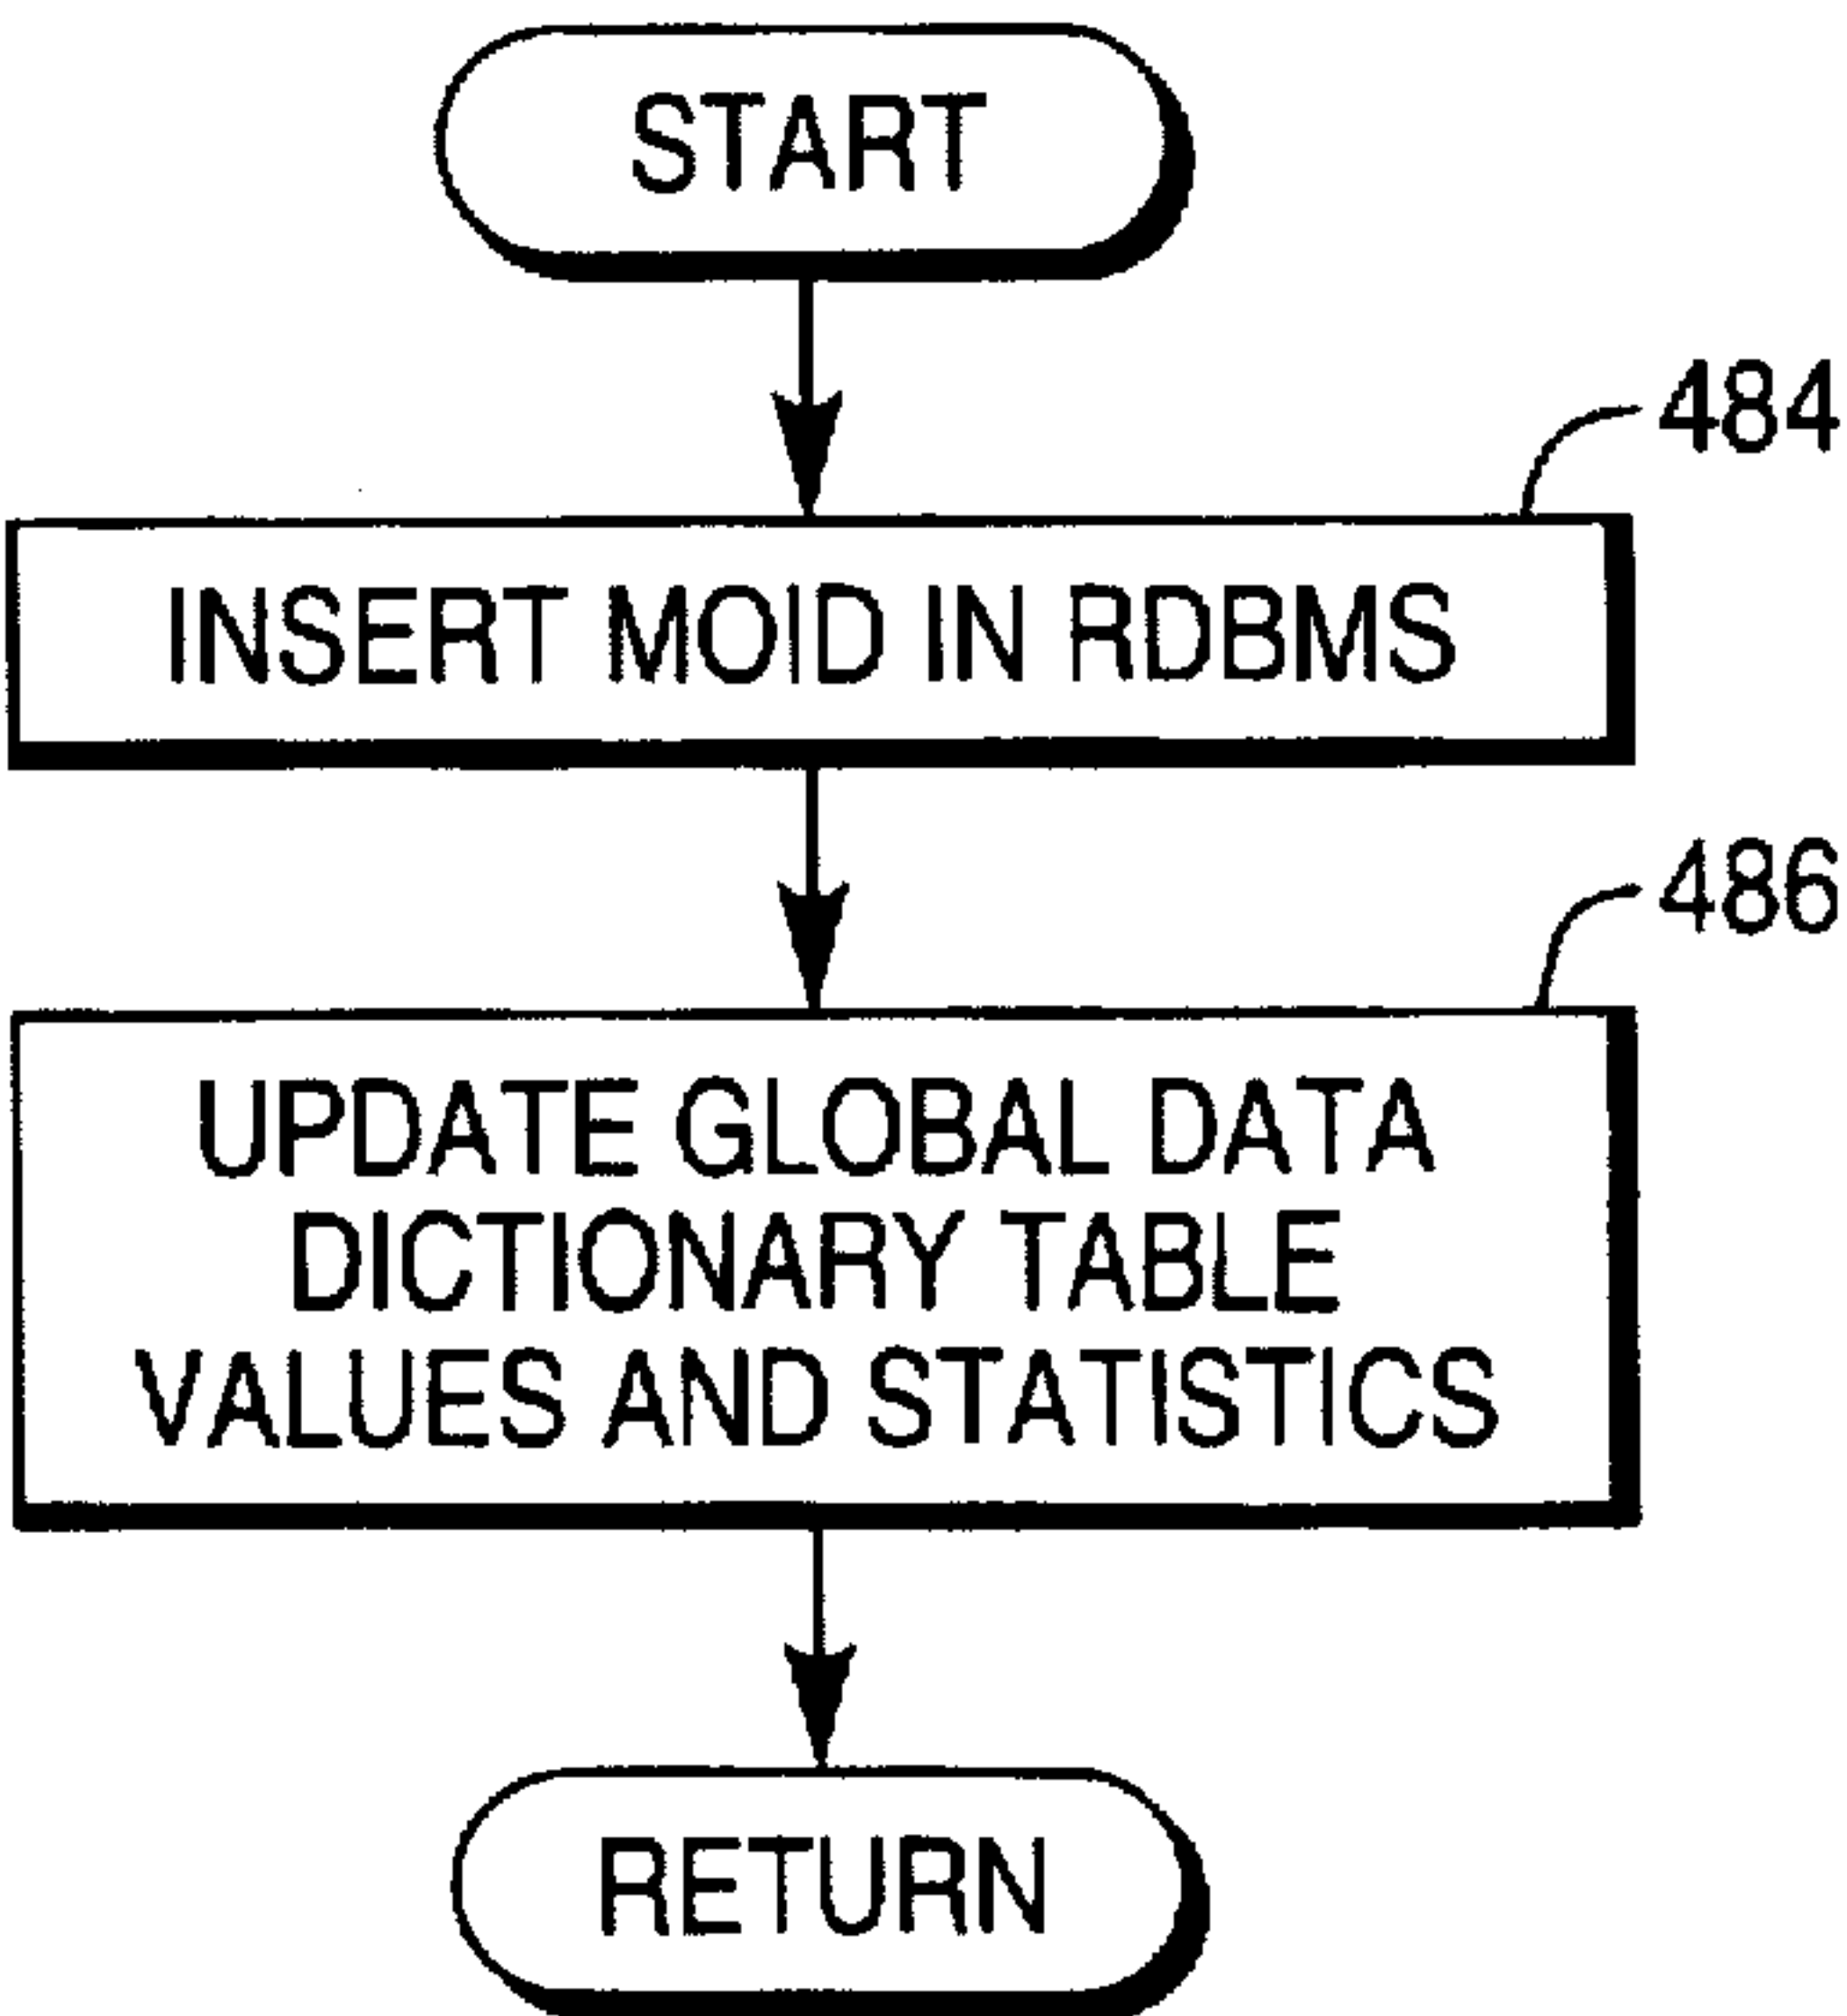 START
484
INSERT MOID IN RDBMS
486
UPDATE GLOBAL DATA
DICTIONARY TABLE
VALUES AND STATISTICS
RETURN